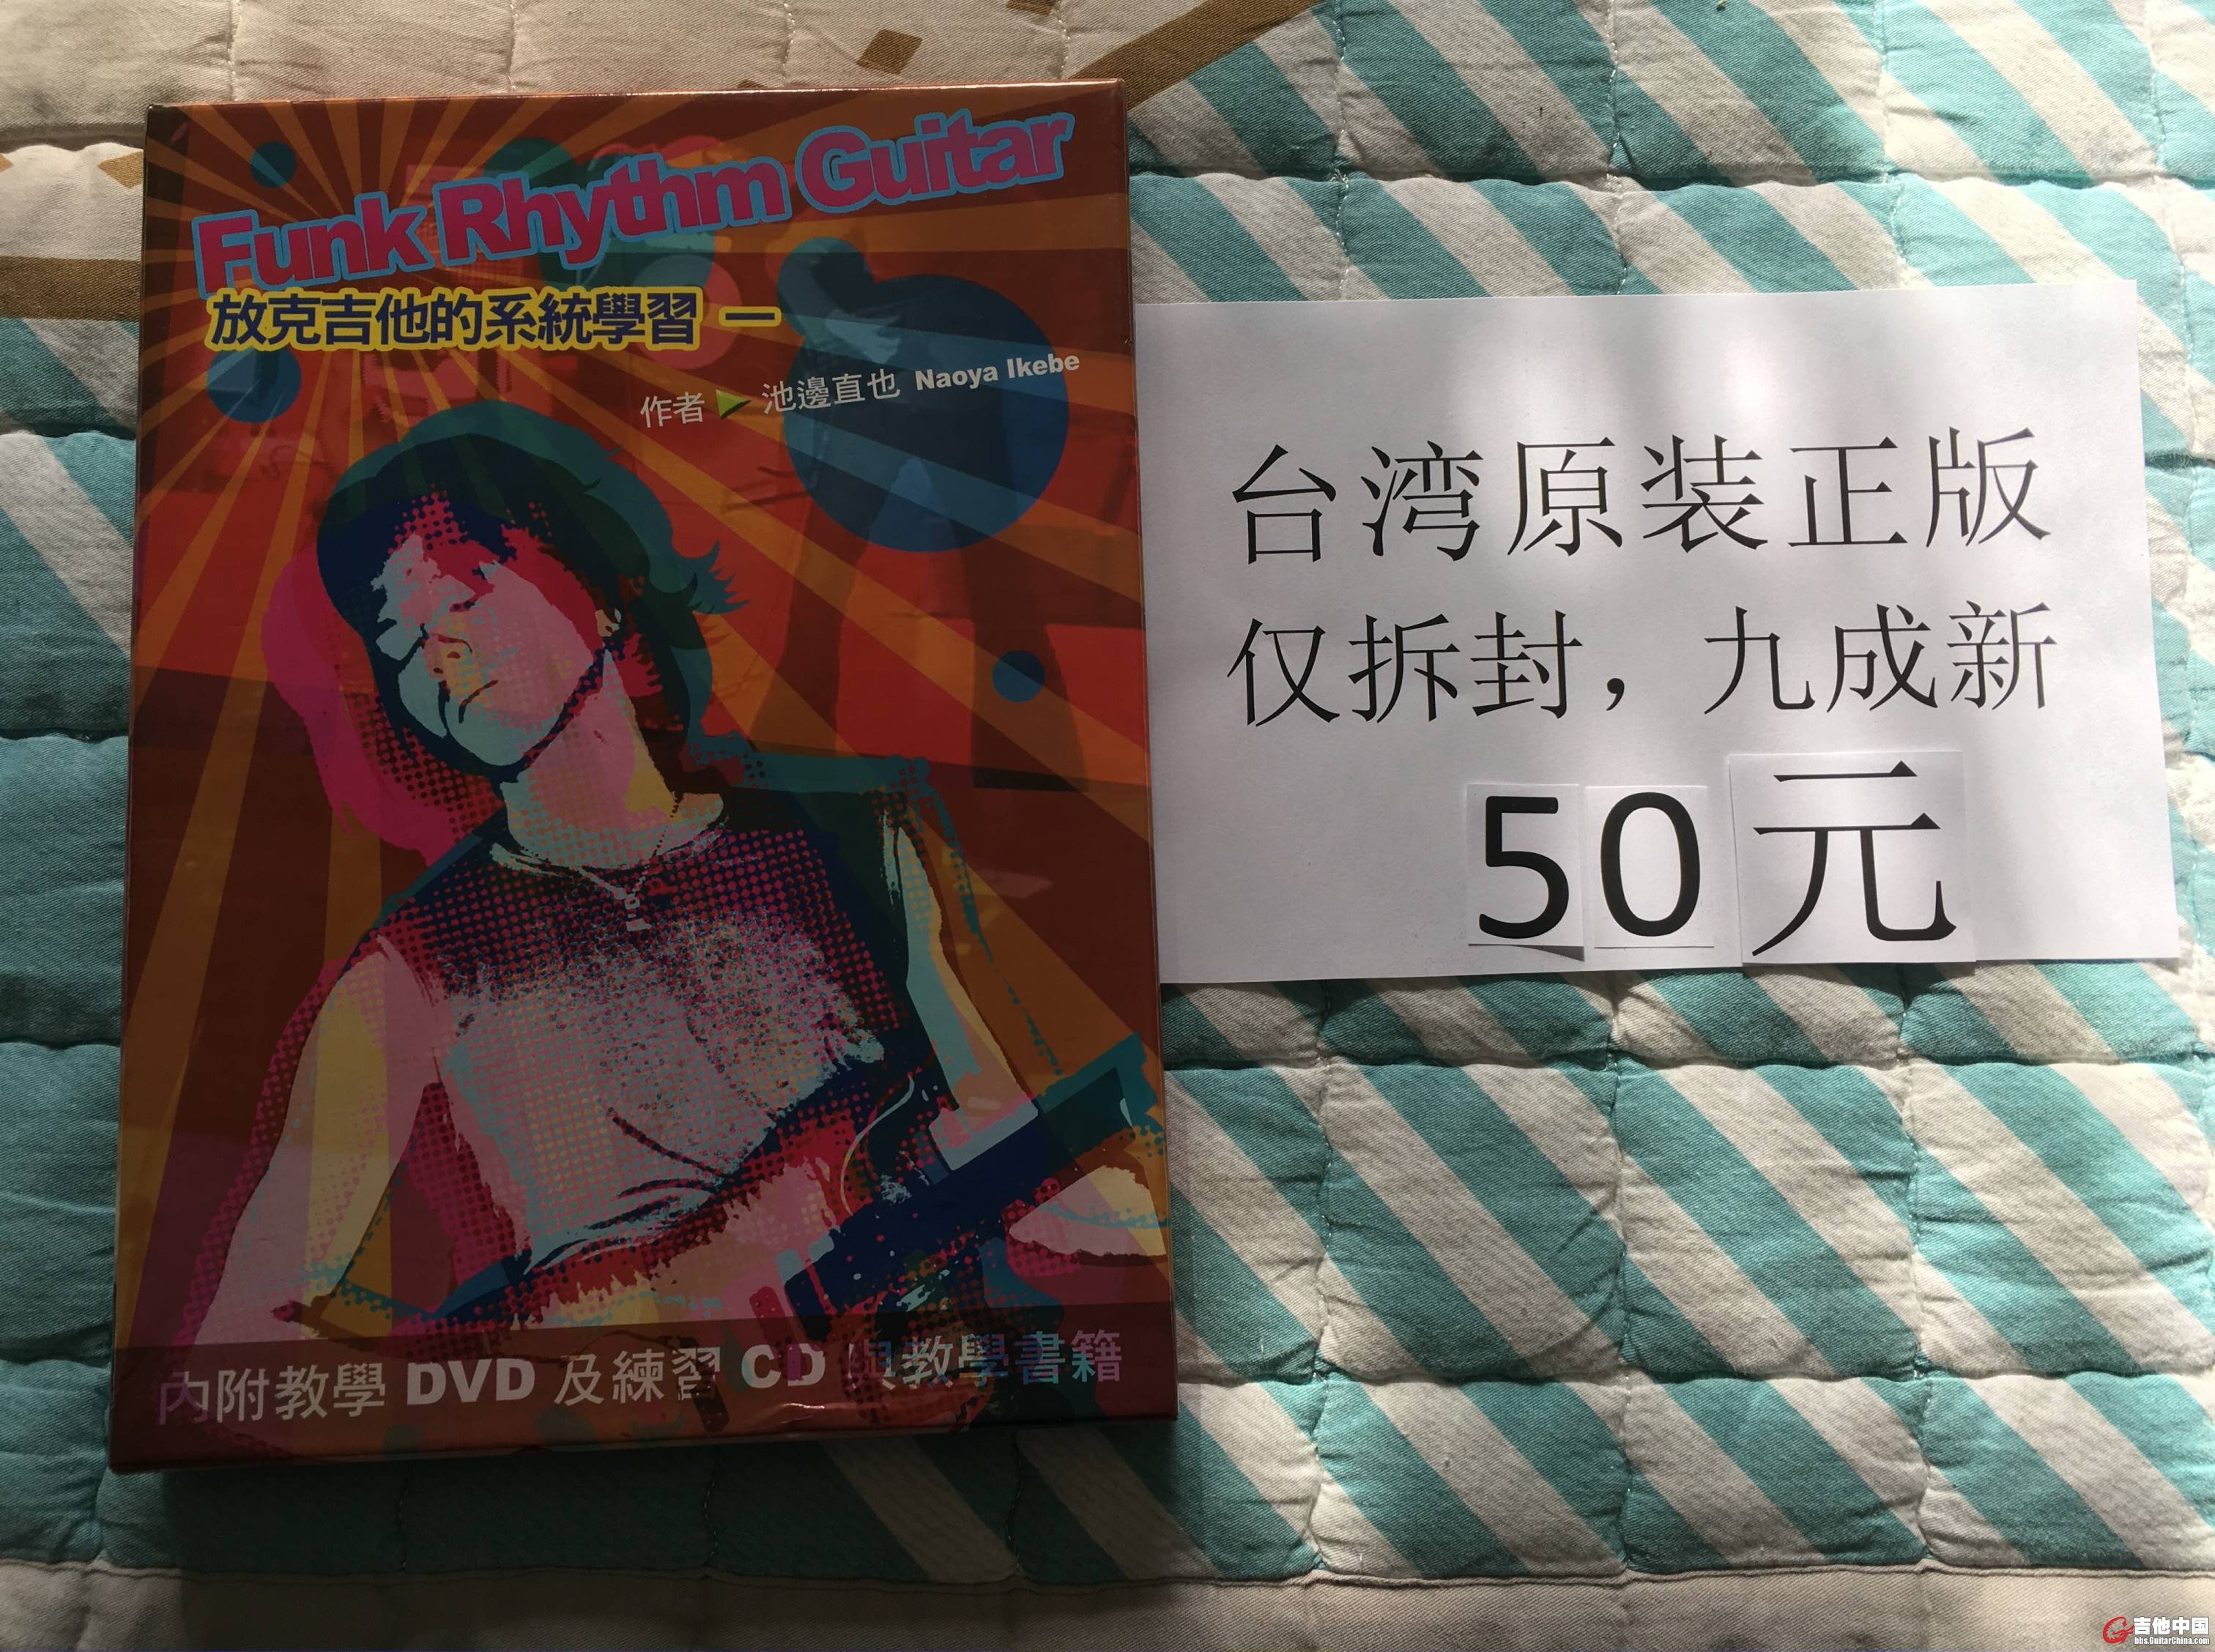 Funk Rhythm Guitar
放克吉他的系統學習 一
作者 ▶ 池邊直也 Naoya Ikebe
內附教學 DVD 及練習 CD 與教學書籍
台湾原装正版
仅拆封，九成新
50元
吉他中国
bbs.GuitarChina.com